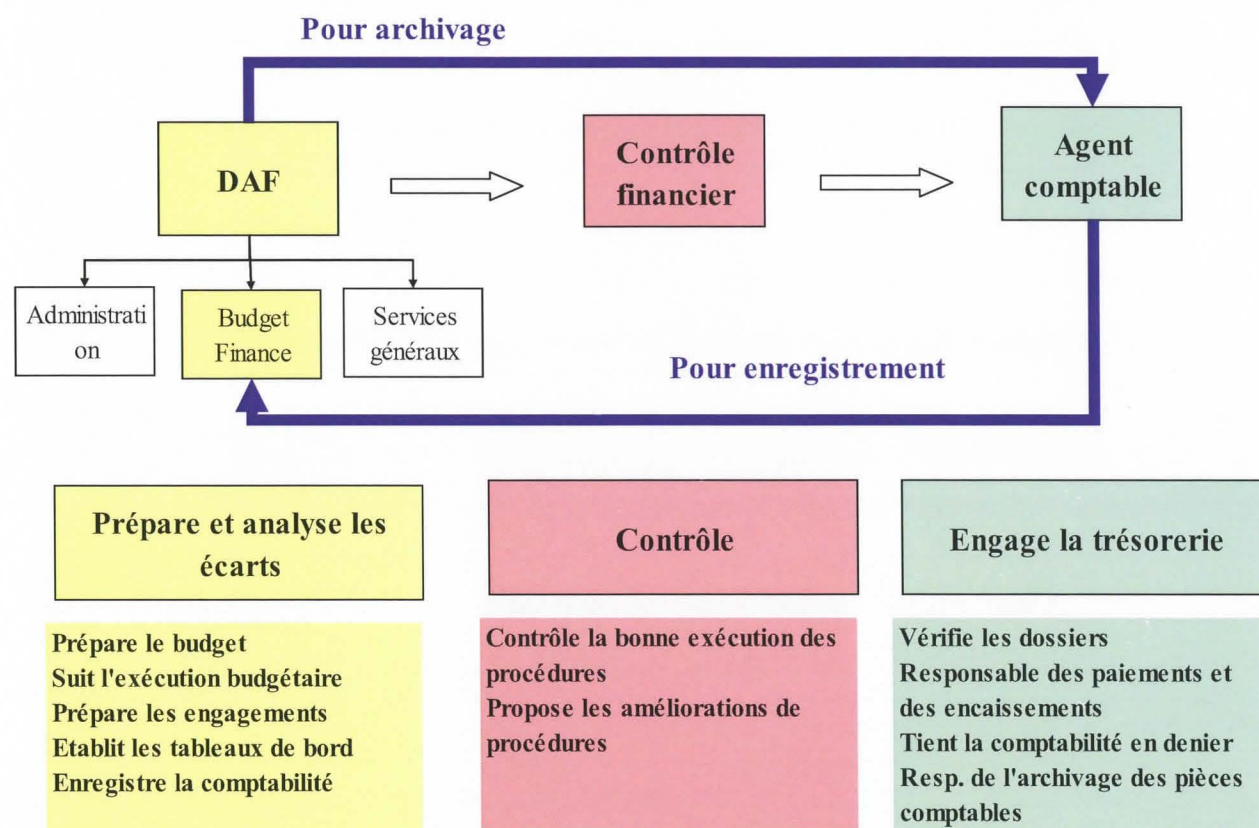 Pour archivage
DAF
Contrôle
financier
Agent
comptable
Administrati
on
Budget
Finance
Services
généraux
Pour enregistrement
Prépare et analyse les
écarts
Contrôle
Engage la trésorerie
Prépare le budget
Suit l'exécution budgétaire
Prépare les engagements
Etablit les tableaux de bord
Enregistre la comptabilité
Contrôle la bonne exécution des
procédures
Propose les améliorations de
procédures
Vérifie les dossiers
Responsable des paiements et
des encaissements
Tient la comptabilité en denier
Resp. de l'archivage des pièces
comptables